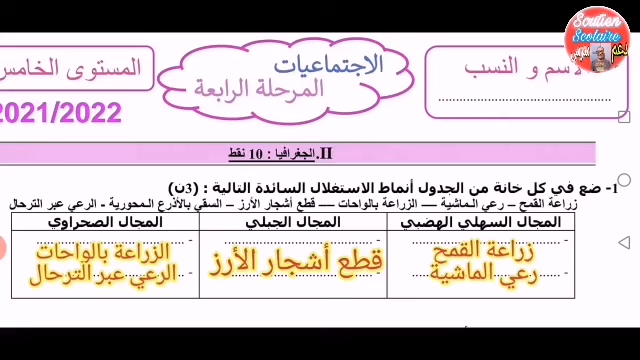 Soutien
Scolaire
الاسم و النسب
الاجتماعيات
المرحلة الرابعة
المستوى الخامس
2021/2022
II.الجغرافيا : 10 نقط
1- ضع في كل خانة من الجدول أنماط الاستغلال السائدة التالية : (3ن)
زراعة القمح – رعي الماشية — الزراعة بالواحات — قطع أشجار الأرز – السقي بالأذرع المحورية - الرعي عبر الترحال
المجال السهلي الهضبي
المجال الجبلي
المجال الصحراوي
- زراعة القمح
- رعي الماشية
- قطع أشجار الأرز
- الزراعة بالواحات
- الرعي عبر الترحال